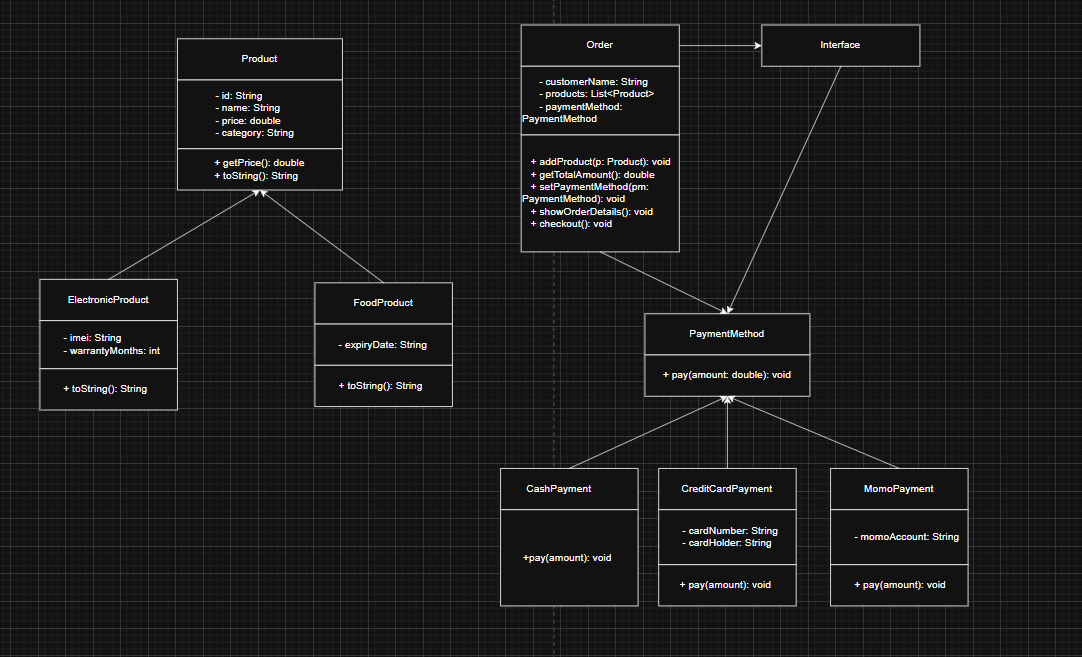 Product
- id: String
- name: String
- price: double
- category: String
+ getPrice(): double
+ toString(): String
Order
- customerName: String
- products: List<Product>
- paymentMethod:
PaymentMethod
+ addProduct(p: Product): void
+ getTotalAmount(): double
+ setPaymentMethod(pm:
PaymentMethod): void
+ showOrderDetails(): void
+ checkout(): void
Interface
ElectronicProduct
- imei: String
- warrantyMonths: int
+ toString(): String
FoodProduct
- expiryDate: String
+ toString(): String
PaymentMethod
+ pay(amount: double): void
CashPayment
+pay(amount): void
CreditCardPayment
- cardNumber: String
- cardHolder: String
+ pay(amount): void
MomoPayment
- momoAccount: String
+ pay(amount): void